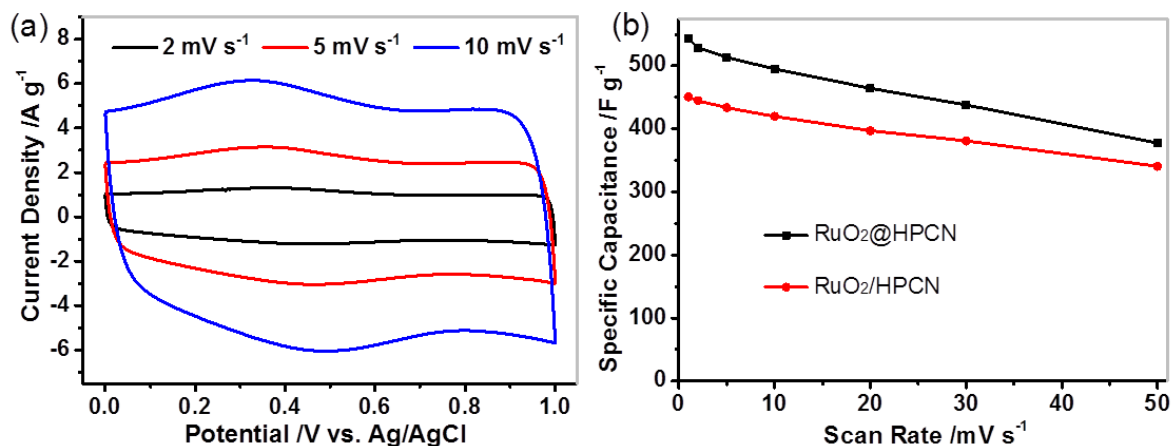 (a)
2 mV s⁻¹ 5 mV s⁻¹ 10 mV s⁻¹
8
6
4
2
0
-2
-4
-6
Current Density /A g⁻¹
0.0 0.2 0.4 0.6 0.8 1.0
Potential /V vs. Ag/AgCl
(b)
500
400
300
200
100
0
Specific Capacitance /F g⁻¹
RuO₂@HPCN
RuO₂/HPCN
10 20 30 40 50
Scan Rate /mV s⁻¹